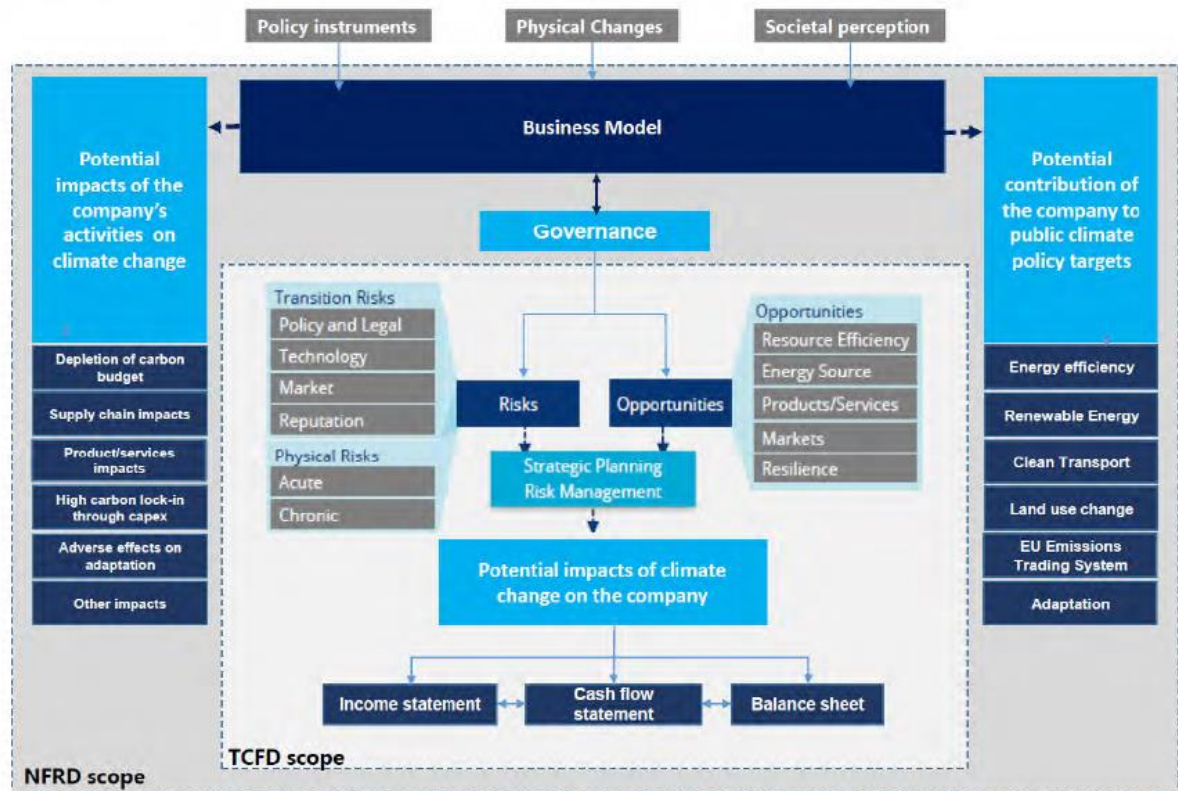 Policy instruments
Physical Changes
Societal perception
Business Model
Potential
impacts of the
company's
activities on
climate change
Depletion of carbon
budget
Supply chain impacts
Product/services
impacts
High carbon lock-in
through capex
Adverse effects on
adaptation
Other impacts
Governance
Transition Risks
Policy and Legal
Technology
Market
Reputation
Physical Risks
Acute
Chronic
Risks
Opportunities
Opportunities
Resource Efficiency
Energy Source
Products/Services
Markets
Resilience
Strategic Planning
Risk Management
Potential impacts of climate
change on the company
Income statement
Cash flow
statement
Balance sheet
TCFD scope
Potential
contribution of
the company to
public climate
policy targets
Energy efficiency
Renewable Energy
Clean Transport
Land use change
EU Emissions
Trading System
Adaptation
NFRD scope